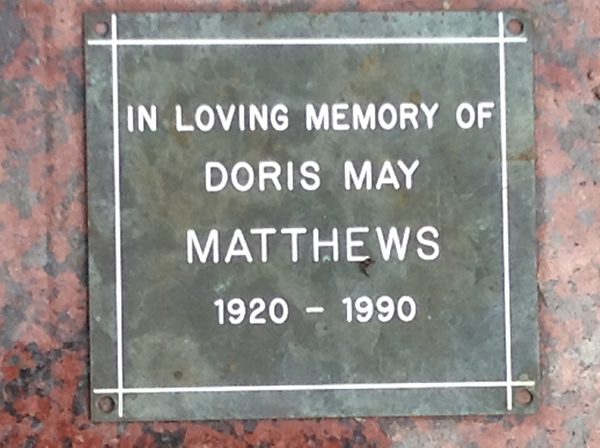 IN LOVING MEMORY OF
DORIS MAY
MATTHEWS
1920 - 1990